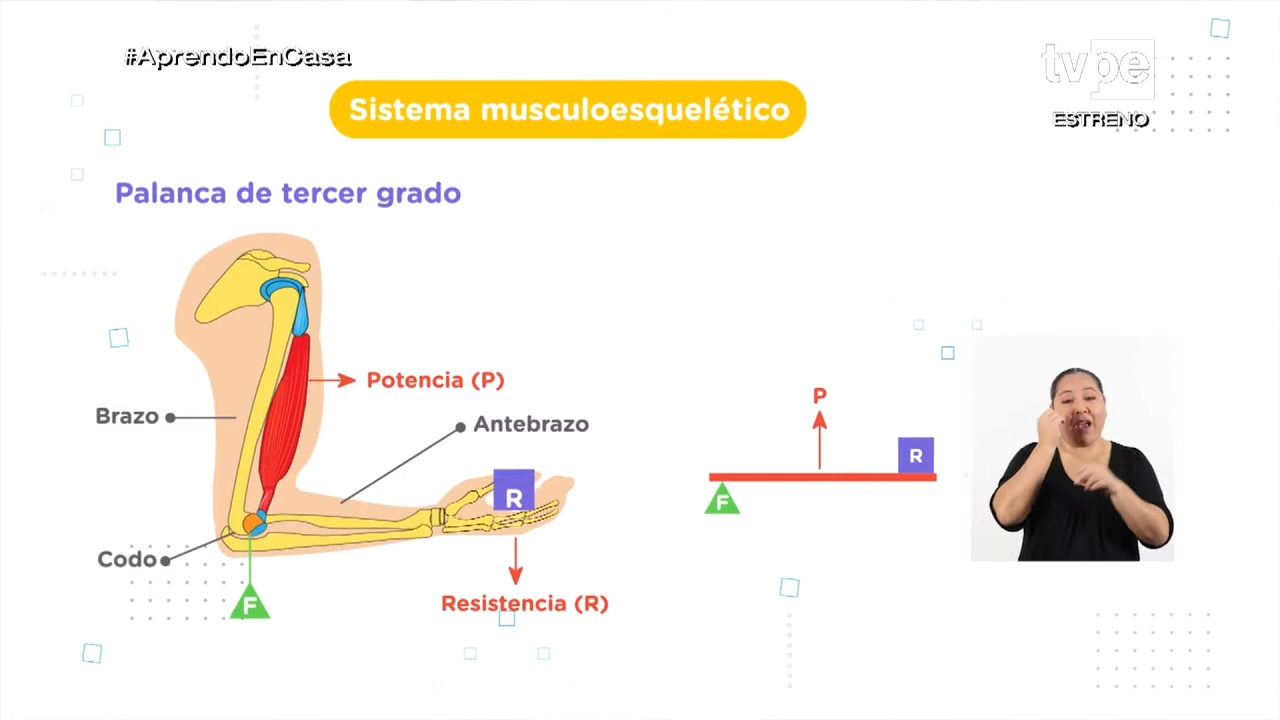 #AprendoEnCasa
tvpe
ESTRENO
Sistema musculoesquelético
Palanca de tercer grado
Potencia (P)
Brazo
Antebrazo
R
Codo
F
Resistencia (R)
P
R
F